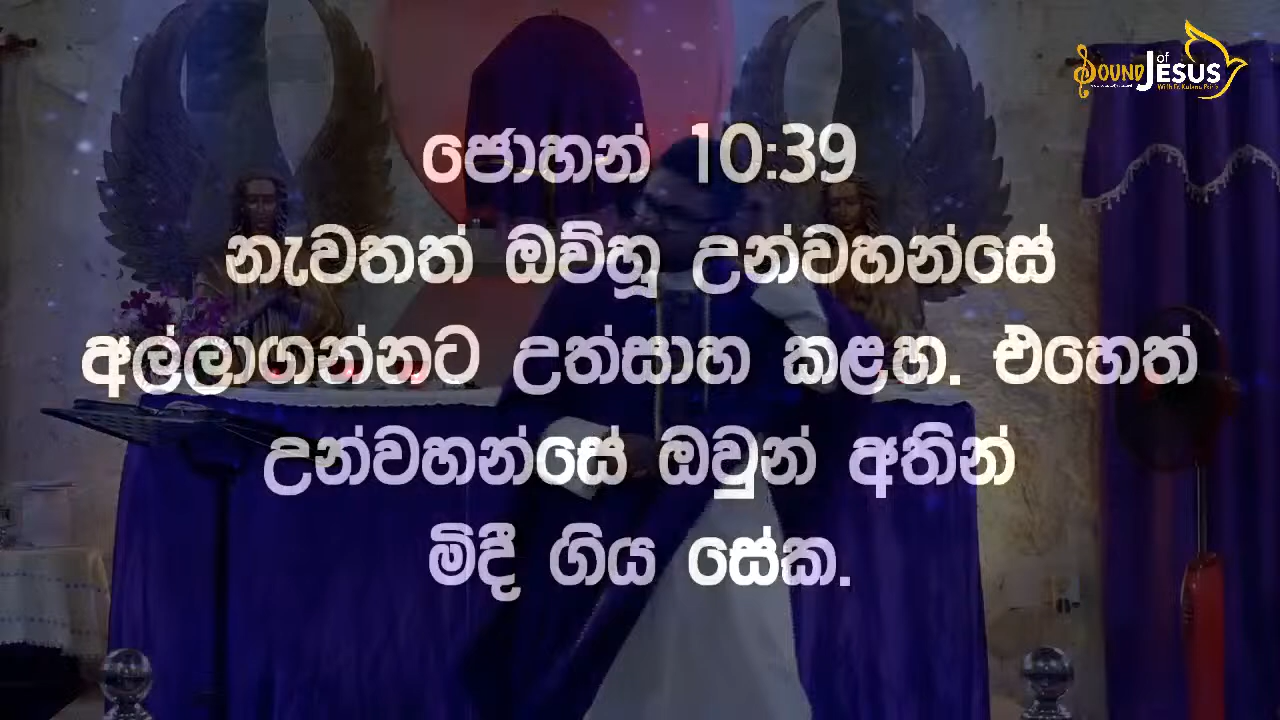 SOUND of JESUS
ජොහන් 10:39
නැවතත් ඔව්හූ උන්වහන්සේ
අල්ලාගන්නට උත්සාහ කළහ. එහෙත්
උන්වහන්සේ ඔවුන් අතින්
මිදී ගිය සේක.